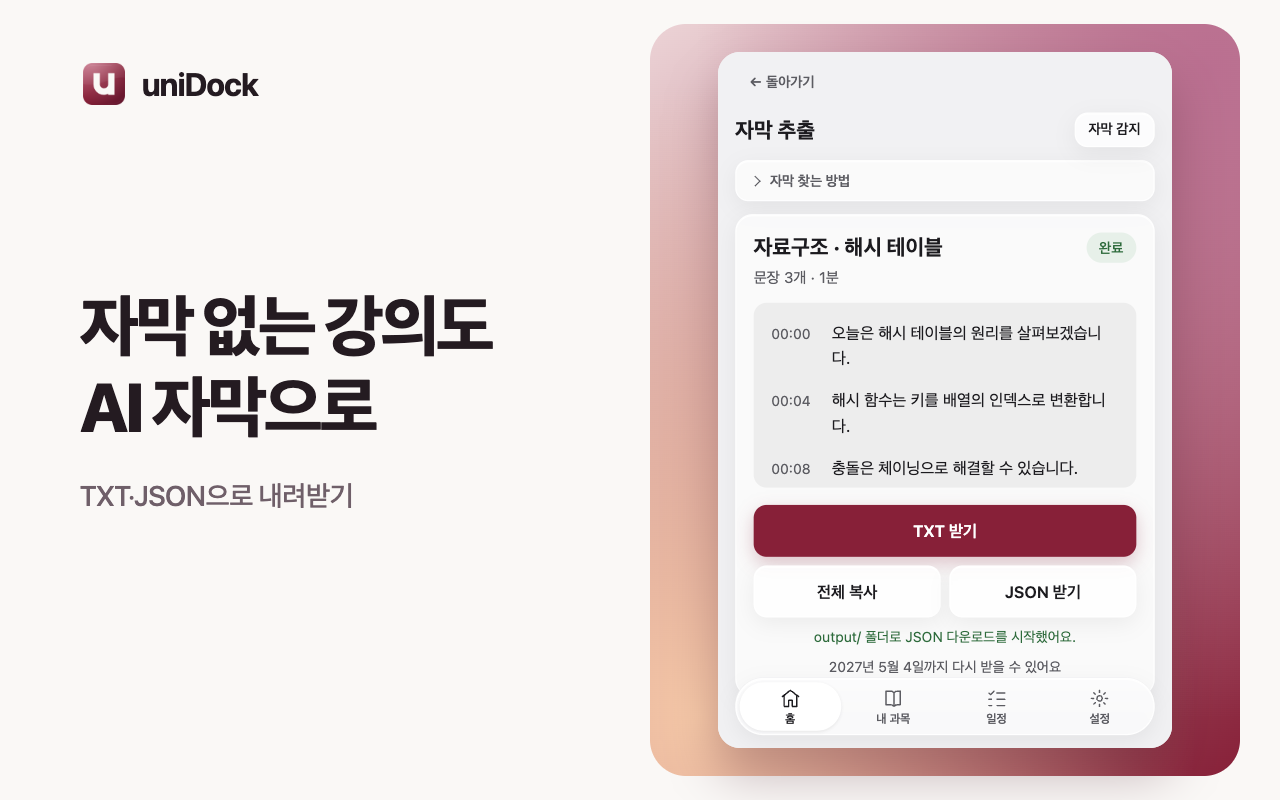 uniDock
자막 없는 강의도
AI 자막으로
TXT·JSON으로 내려받기
← 돌아가기
자막 추출
자막 감지
자막 찾는 방법
자료구조 · 해시 테이블
완료
문장 3개 · 1분
00:00 오늘은 해시 테이블의 원리를 살펴보겠습니
다.
00:04 해시 함수는 키를 배열의 인덱스로 변환합니
다.
00:08 충돌은 체이닝으로 해결할 수 있습니다.
TXT 받기
전체 복사
JSON 받기
output/ 폴더로 JSON 다운로드를 시작했어요.
2027년 5월 4일까지 다시 받을 수 있어요
홈
내 과목
일정
설정